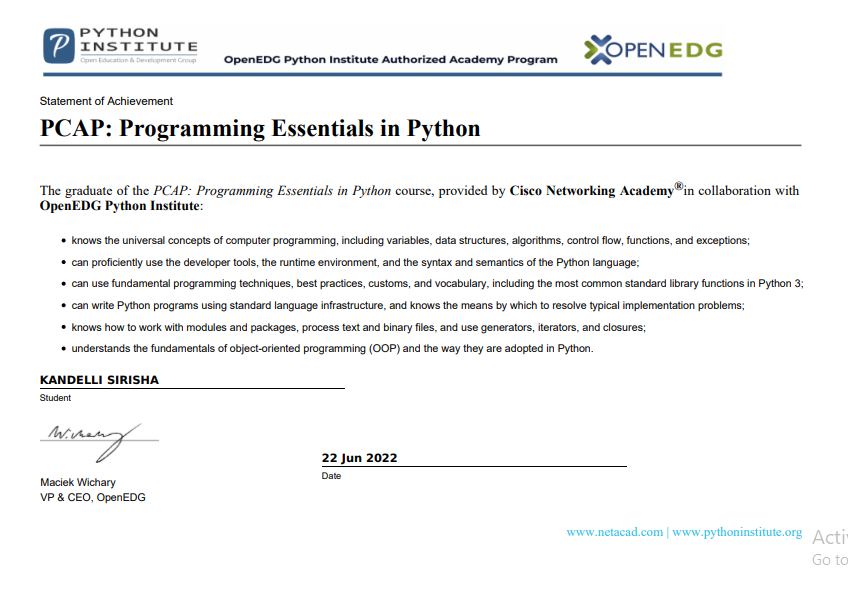 PYTHON
INSTITUTE
Open Education & Development Group
OpenEDG Python Institute Authorized Academy Program
OPENEDG
Statement of Achievement
PCAP: Programming Essentials in Python
The graduate of the PCAP: Programming Essentials in Python course, provided by Cisco Networking Academy® in collaboration with
OpenEDG Python Institute:
• knows the universal concepts of computer programming, including variables, data structures, algorithms, control flow, functions, and exceptions;
• can proficiently use the developer tools, the runtime environment, and the syntax and semantics of the Python language;
• can use fundamental programming techniques, best practices, customs, and vocabulary, including the most common standard library functions in Python 3;
• can write Python programs using standard language infrastructure, and knows the means by which to resolve typical implementation problems;
• knows how to work with modules and packages, process text and binary files, and use generators, iterators, and closures;
• understands the fundamentals of object-oriented programming (OOP) and the way they are adopted in Python.
KANDELLI SIRISHA
Student
W.Wichary
22 Jun 2022
Date
Maciek Wichary
VP & CEO, OpenEDG
www.netacad.com | www.pythoninstitute.org
Acti
Go to